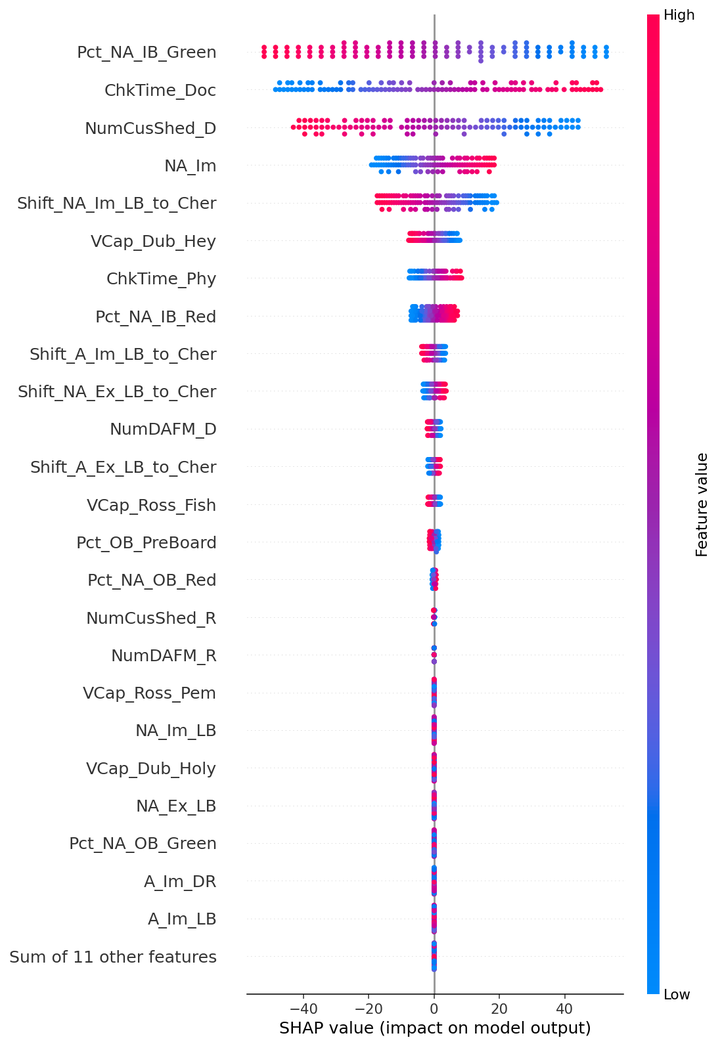 High
Pct_NA_IB_Green
ChkTime_Doc
NumCusShed_D
NA_Im
Shift_NA_Im_LB_to_Cher
VCap_Dub_Hey
ChkTime_Phy
Pct_NA_IB_Red
Shift_A_Im_LB_to_Cher
Shift_NA_Ex_LB_to_Cher
NumDAFM_D
Shift_A_Ex_LB_to_Cher
VCap_Ross_Fish
Pct_OB_PreBoard
Pct_NA_OB_Red
NumCusShed_R
NumDAFM_R
VCap_Ross_Pem
NA_Im_LB
VCap_Dub_Holy
NA_Ex_LB
Pct_NA_OB_Green
A_Im_DR
A_Im_LB
Sum of 11 other features
Feature value
Low
−40 −20 0 20 40
SHAP value (impact on model output)